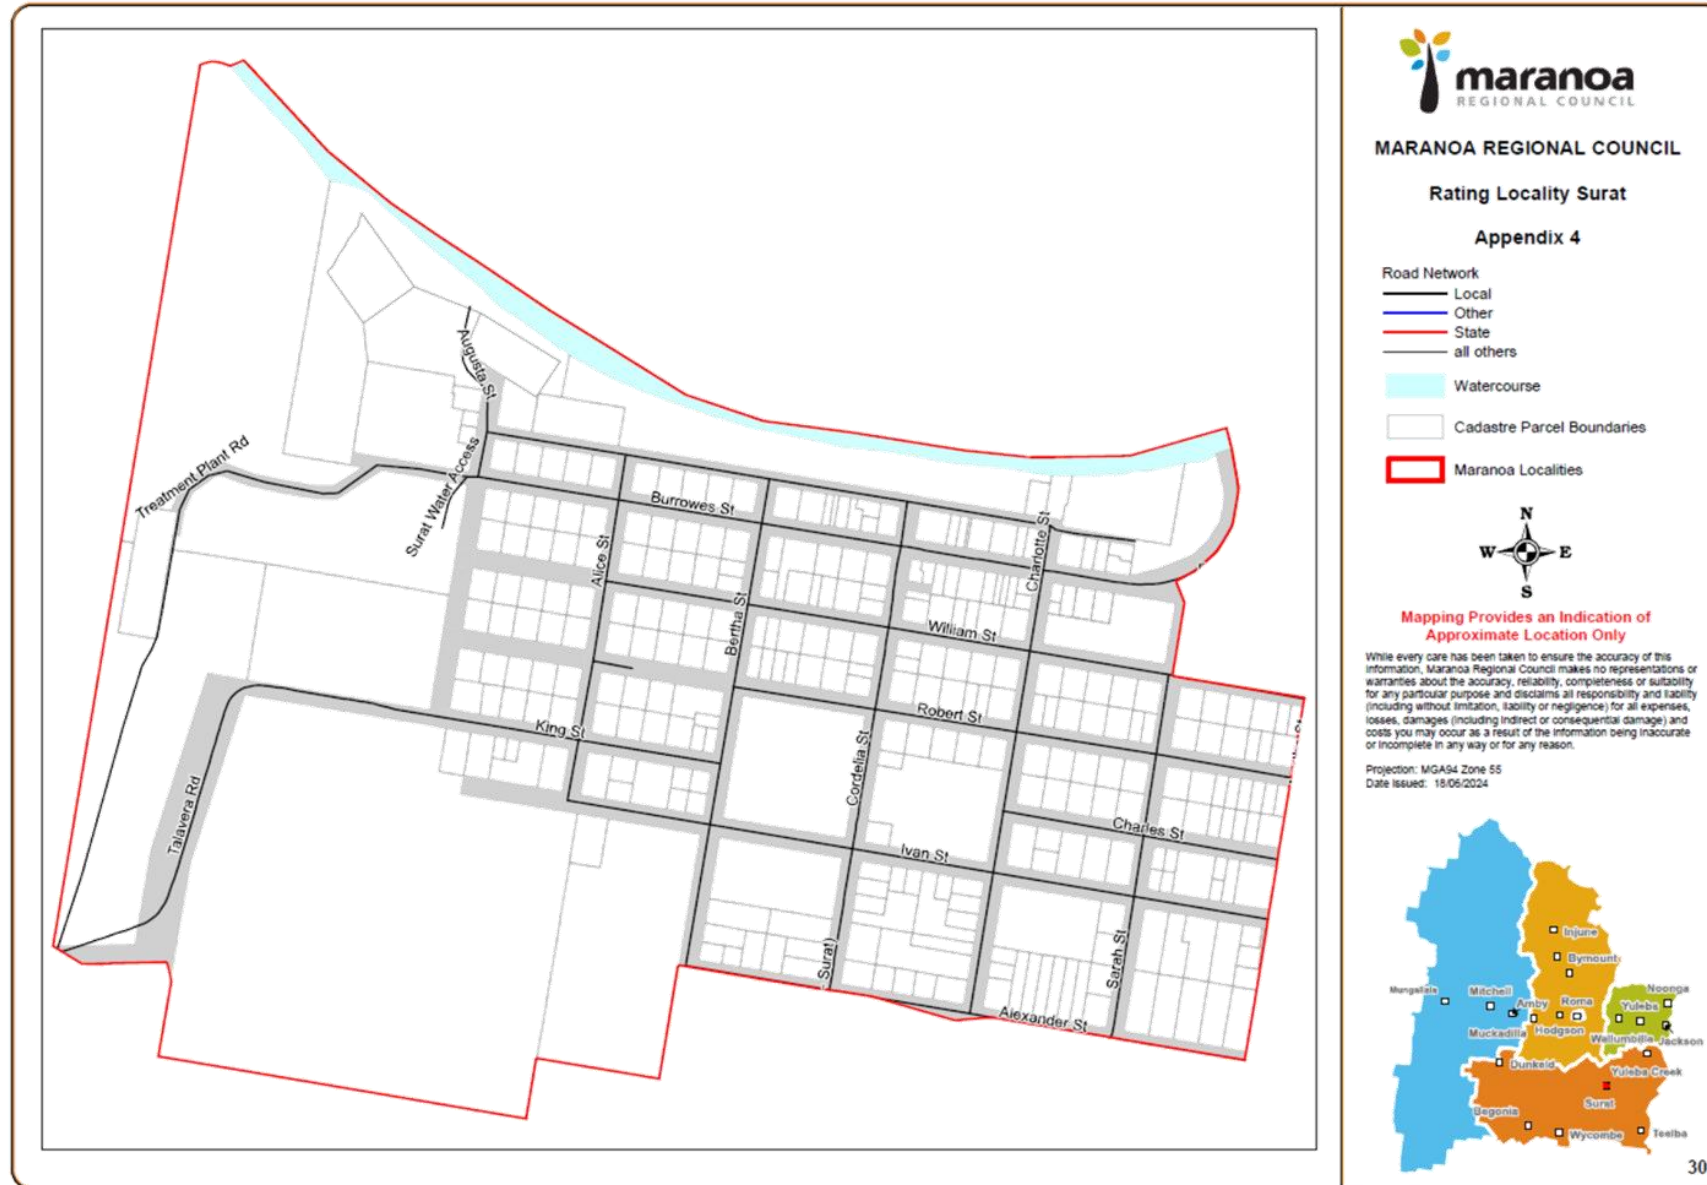 maranoa
REGIONAL COUNCIL
MARANOA REGIONAL COUNCIL
Rating Locality Surat
Appendix 4
Road Network
Local
Other
State
all others
Watercourse
Cadastre Parcel Boundaries
Maranoa Localities
N
W E
S
Mapping Provides an Indication of
Approximate Location Only
While every care has been taken to ensure the accuracy of this
information, Maranoa Regional Council makes no representations or
warranties about the accuracy, reliability, completeness or suitability
for any particular purpose and disclaims all responsibility and liability
(including without limitation, liability or negligence) for all expenses,
losses, damages (including indirect or consequential damage) and
costs you may occur as a result of the information being inaccurate
or incomplete in any way or for any reason.
Projection: MGA94 Zone 55
Date Issued: 18/06/2024
Augusta St
Treatment Plant Rd
Surat Water Access
Burrowes St
Alice St
Charlotte St
Bertha St
William St
Robert St
King St
Cordelia St
Talavera Rd
Charles St
Ivan St
Sarah St
- Surat)
Alexander St
Injune
Bymount
Mungallala
Mitchell
Amby
Roma
Noonga
Yuleba
Muckadilla
Hodgson
Wallumbilla
Jackson
Dunkeld
Yuleba Creek
Surat
Begonia
Wycombe
Teelba
30